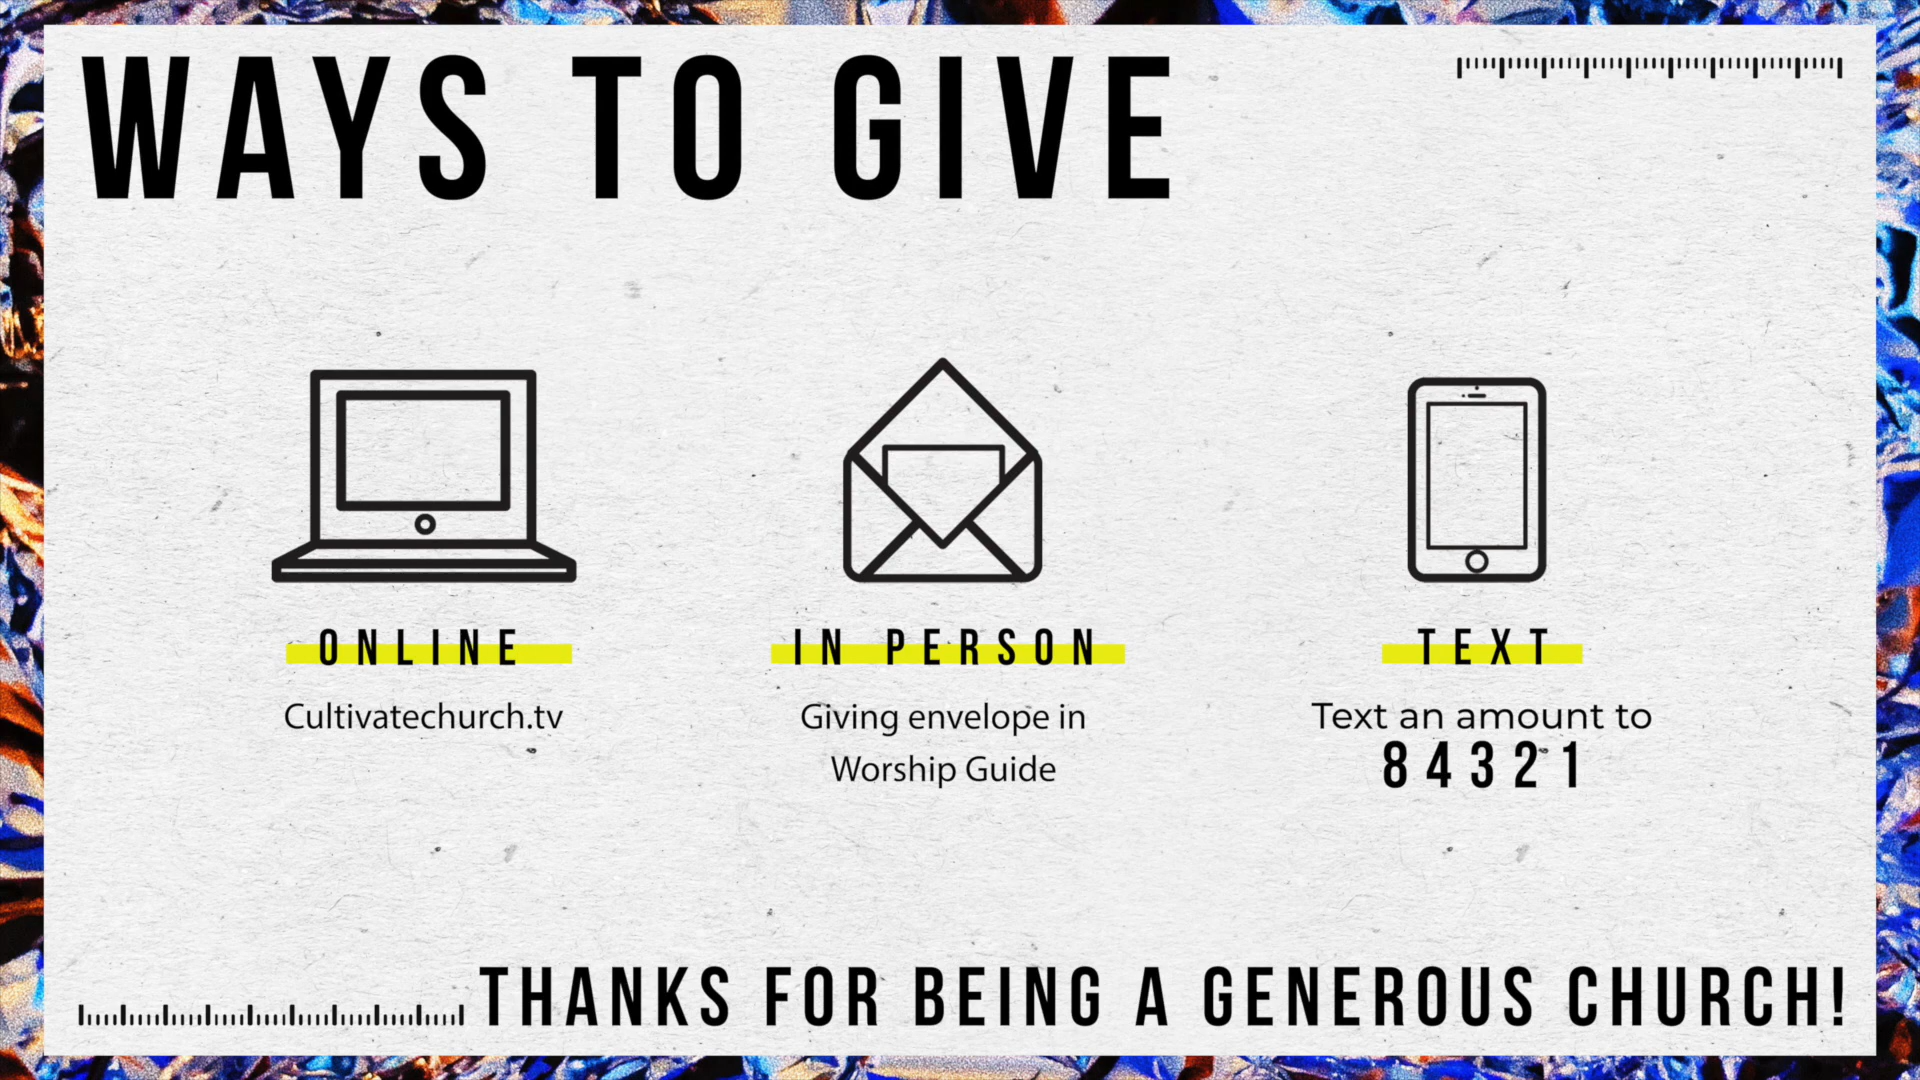 WAYS TO GIVE
ONLINE
Cultivatechurch.tv
IN PERSON
Giving envelope in
Worship Guide
TEXT
Text an amount to
84321
THANKS FOR BEING A GENEROUS CHURCH!